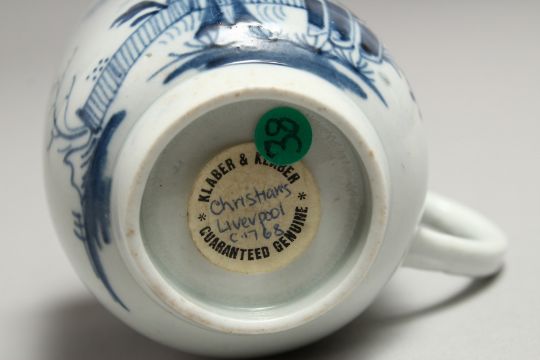 39
KLABER & KLABER
Christians
Liverpool
c.1768
* GUARANTEED GENUINE *